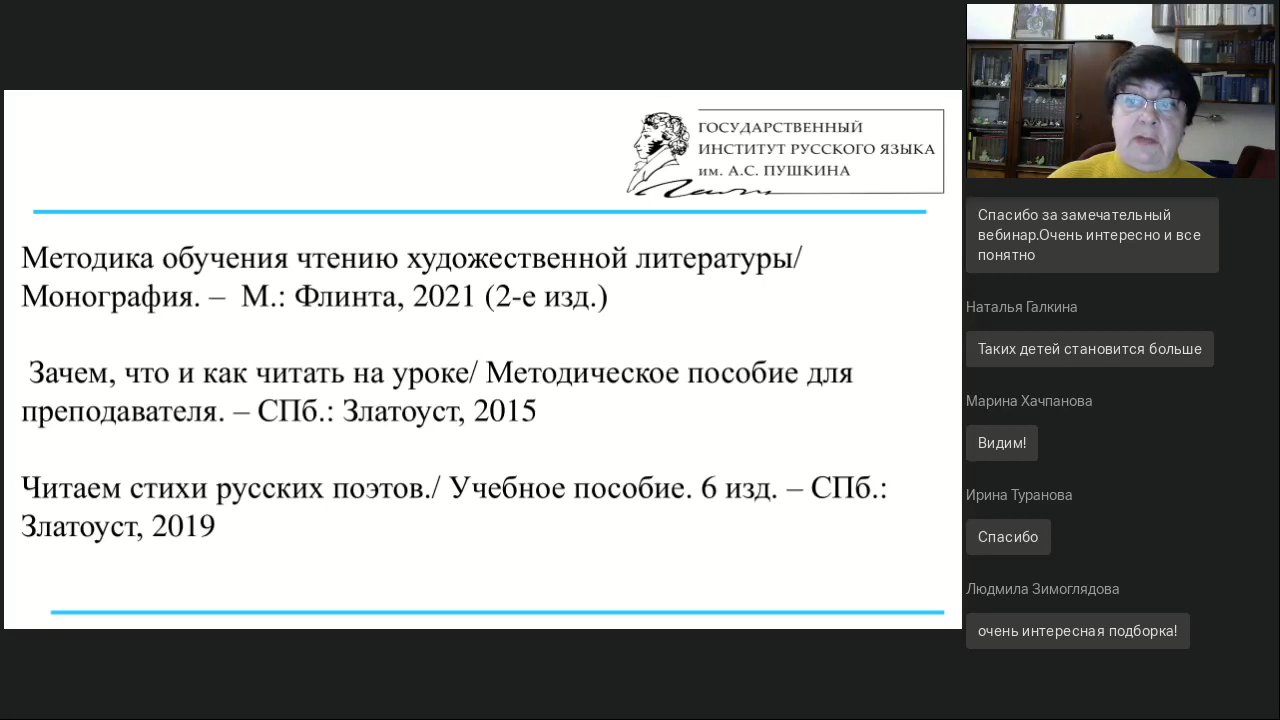 ГОСУДАРСТВЕННЫЙ
ИНСТИТУТ РУССКОГО ЯЗЫКА
им. А.С. ПУШКИНА
Методика обучения чтению художественной литературы/
Монография. – М.: Флинта, 2021 (2-е изд.)
Зачем, что и как читать на уроке/ Методическое пособие для
преподавателя. – СПб.: Златоуст, 2015
Читаем стихи русских поэтов./ Учебное пособие. 6 изд. – СПб.:
Златоуст, 2019
Спасибо за замечательный
вебинар.Очень интересно и все
понятно
Наталья Галкина
Таких детей становится больше
Марина Хачпанова
Видим!
Ирина Туранова
Спасибо
Людмила Зимоглядова
очень интересная подборка!